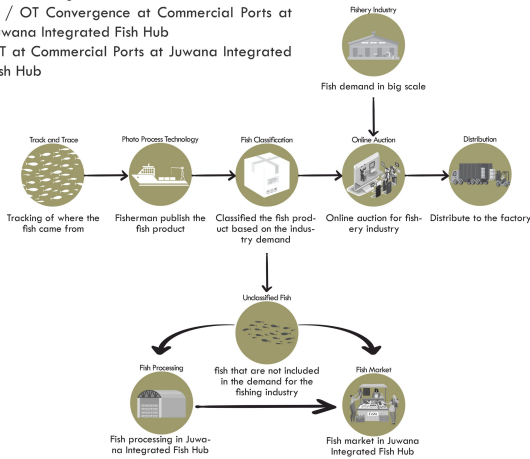 / OT Convergence at Commercial Ports at
uwana Integrated Fish Hub
T at Commercial Ports at Juwana Integrated
sh Hub
Fishery Industry
Fish demand in big scale
Track and Trace
Tracking of where the
fish came from
Photo Process Technology
Fisherman publish the
fish product
Fish Classification
Classified the fish prod-
uct based on the indus-
try demand
Online Auction
Online auction for fish-
ery industry
Distribution
Distribute to the factory
Unclassified Fish
fish that are not included
in the demand for the
fishing industry
Fish Processing
Fish processing in Juwa-
na Integrated Fish Hub
Fish Market
Fish market in Juwana
Integrated Fish Hub